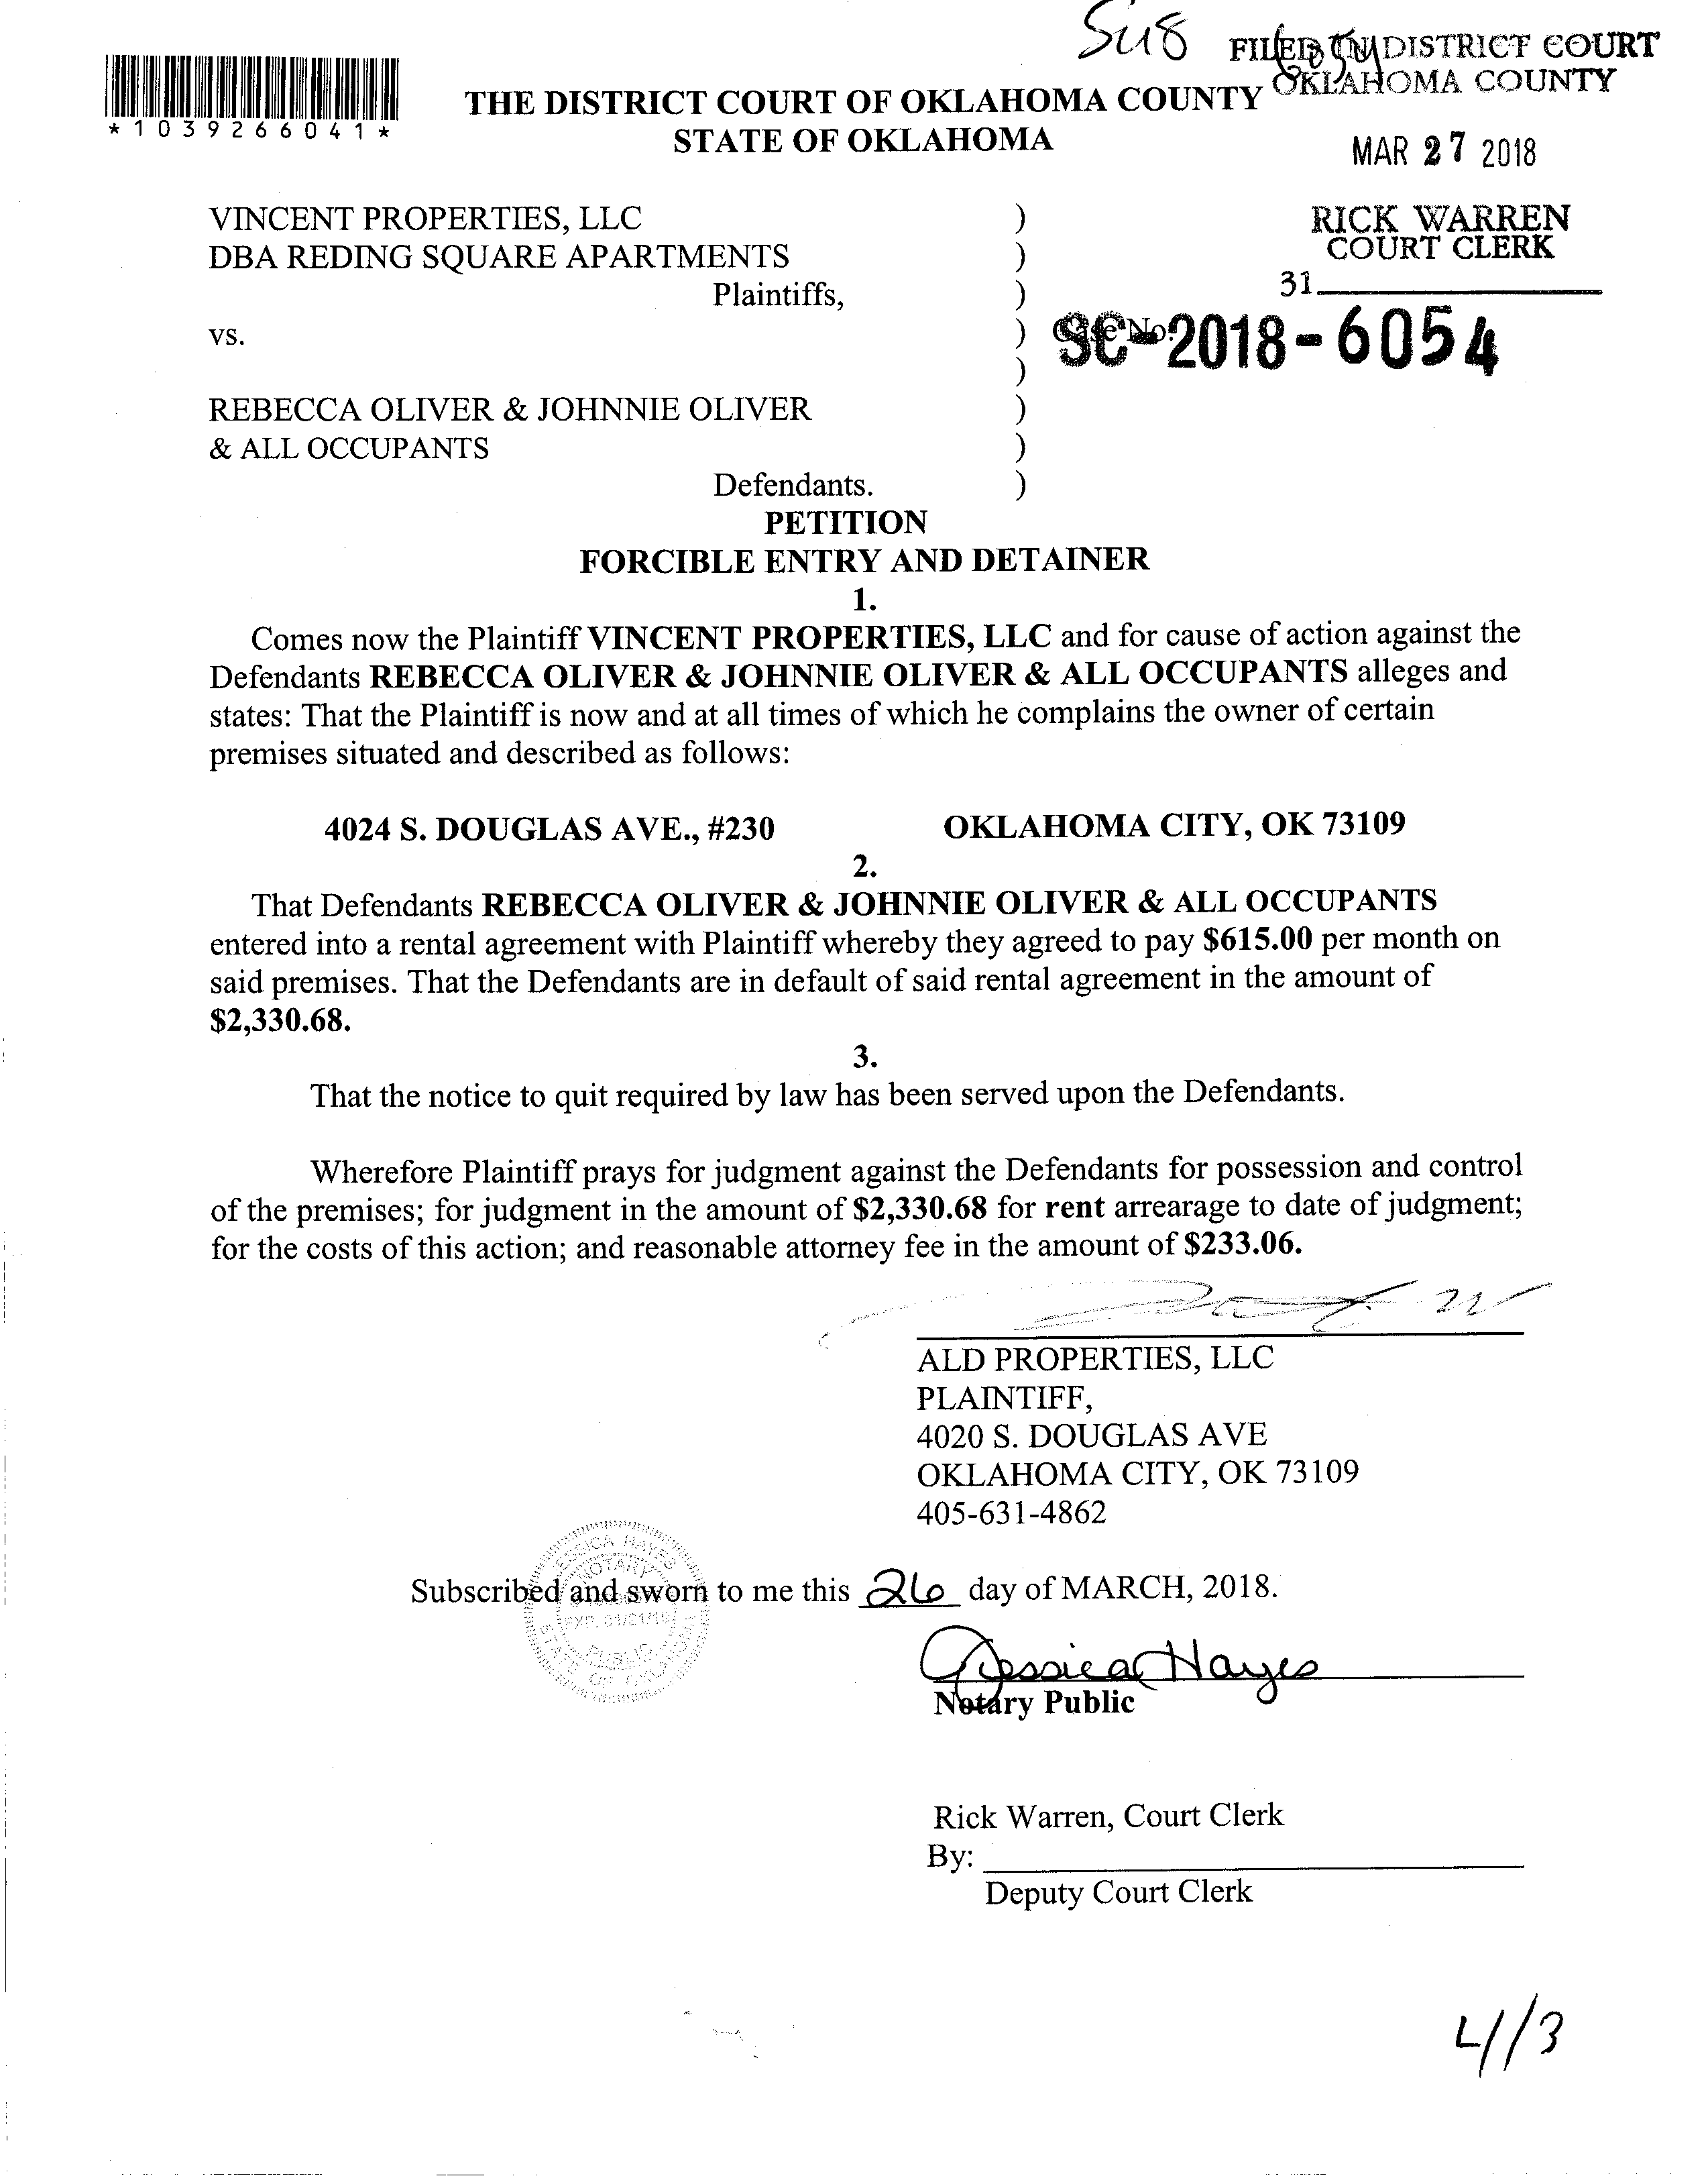 Su8
FILED IN DISTRICT COURT
OKLAHOMA COUNTY
*1039266041*
THE DISTRICT COURT OF OKLAHOMA COUNTY
STATE OF OKLAHOMA
MAR 27 2018
VINCENT PROPERTIES, LLC )
RICK WARREN
DBA REDING SQUARE APARTMENTS )
COURT CLERK
Plaintiffs, )
31
vs. )
Case No.
SC-2018-6054
)
REBECCA OLIVER & JOHNNIE OLIVER )
& ALL OCCUPANTS )
Defendants. )
PETITION
FORCIBLE ENTRY AND DETAINER
1.
Comes now the Plaintiff VINCENT PROPERTIES, LLC and for cause of action against the
Defendants REBECCA OLIVER & JOHNNIE OLIVER & ALL OCCUPANTS alleges and
states: That the Plaintiff is now and at all times of which he complains the owner of certain
premises situated and described as follows:
4024 S. DOUGLAS AVE., #230 OKLAHOMA CITY, OK 73109
2.
That Defendants REBECCA OLIVER & JOHNNIE OLIVER & ALL OCCUPANTS
entered into a rental agreement with Plaintiff whereby they agreed to pay $615.00 per month on
said premises. That the Defendants are in default of said rental agreement in the amount of
$2,330.68.
3.
That the notice to quit required by law has been served upon the Defendants.
Wherefore Plaintiff prays for judgment against the Defendants for possession and control
of the premises; for judgment in the amount of $2,330.68 for rent arrearage to date of judgment;
for the costs of this action; and reasonable attorney fee in the amount of $233.06.
ALD PROPERTIES, LLC
PLAINTIFF,
4020 S. DOUGLAS AVE
OKLAHOMA CITY, OK 73109
405-631-4862
JESSICA HAYES
NOTARY
Subscribed and sworn to me this 26 day of MARCH, 2018.
PUBLIC
STATE OF OKLAHOMA
Jessica Hayes
Notary Public
Rick Warren, Court Clerk
By:
Deputy Court Clerk
4/13